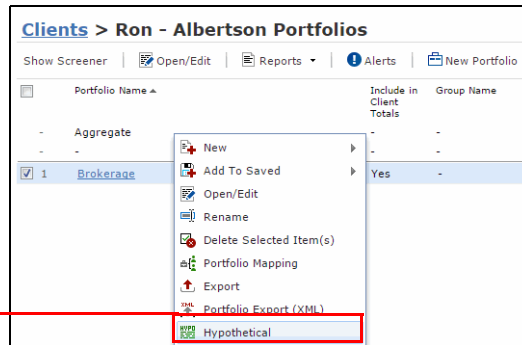 Clients > Ron - Albertson Portfolios
Show Screener | Open/Edit | Reports | Alerts | New Portfolio
Portfolio Name Include in Client Totals Group Name
- Aggregate - -
- - - -
1 Brokerage Yes -
New
Add To Saved
Open/Edit
Rename
Delete Selected Item(s)
Portfolio Mapping
Export
XML Portfolio Export (XML)
HYPO Hypothetical